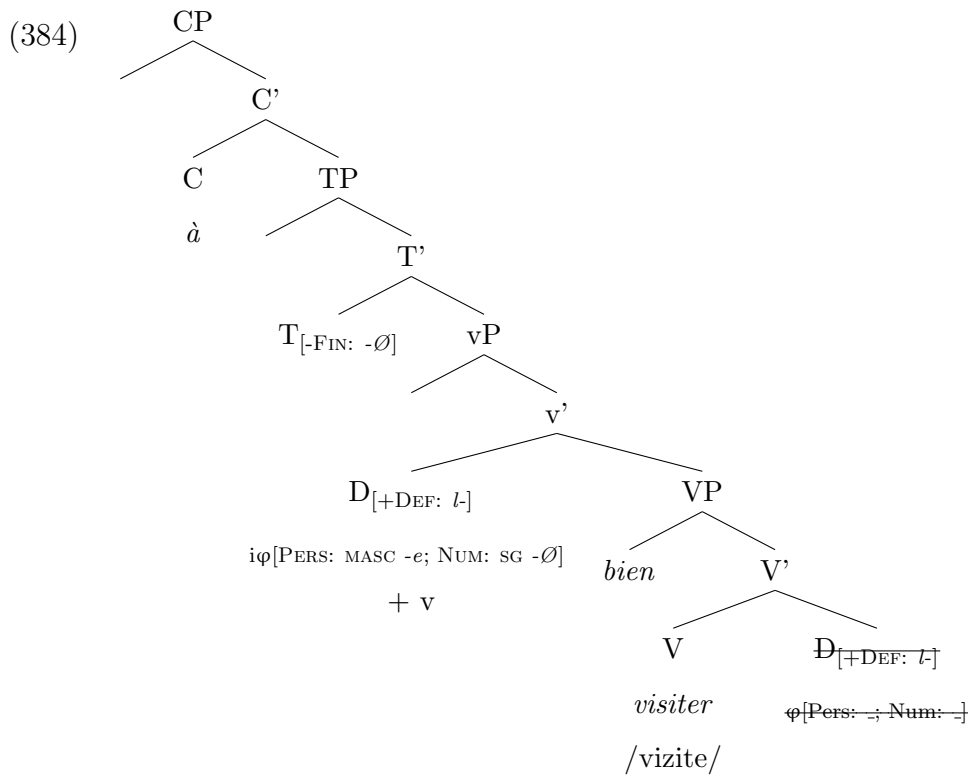 (384)
CP
C'
C TP
à
T'
T[-FIN: -Ø] vP
v'
D[+DEF: l-] VP
iφ[PERS: MASC -e; NUM: SG -Ø] bien V'
+ v
V D[+DEF: l-]
visiter φ[Pers: _; Num: _]
/vizite/